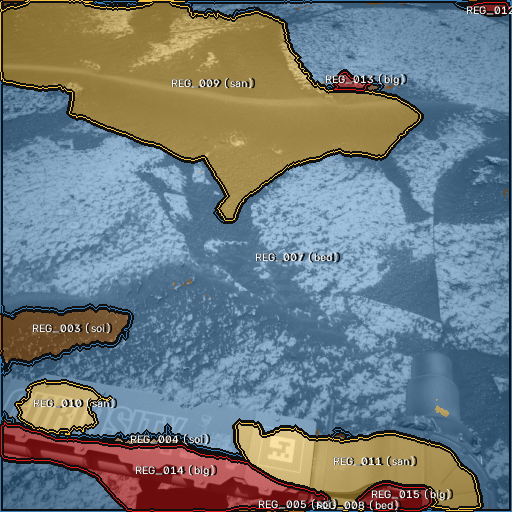 REG_012
REG_013 (big)
REG_009 (san)
REG_007 (bed)
REG_003 (soi)
REG_010 (san)
REG_004 (soi)
REG_011 (san)
REG_014 (big)
REG_015 (big)
REG_005 (soi)
REG_008 (bed)